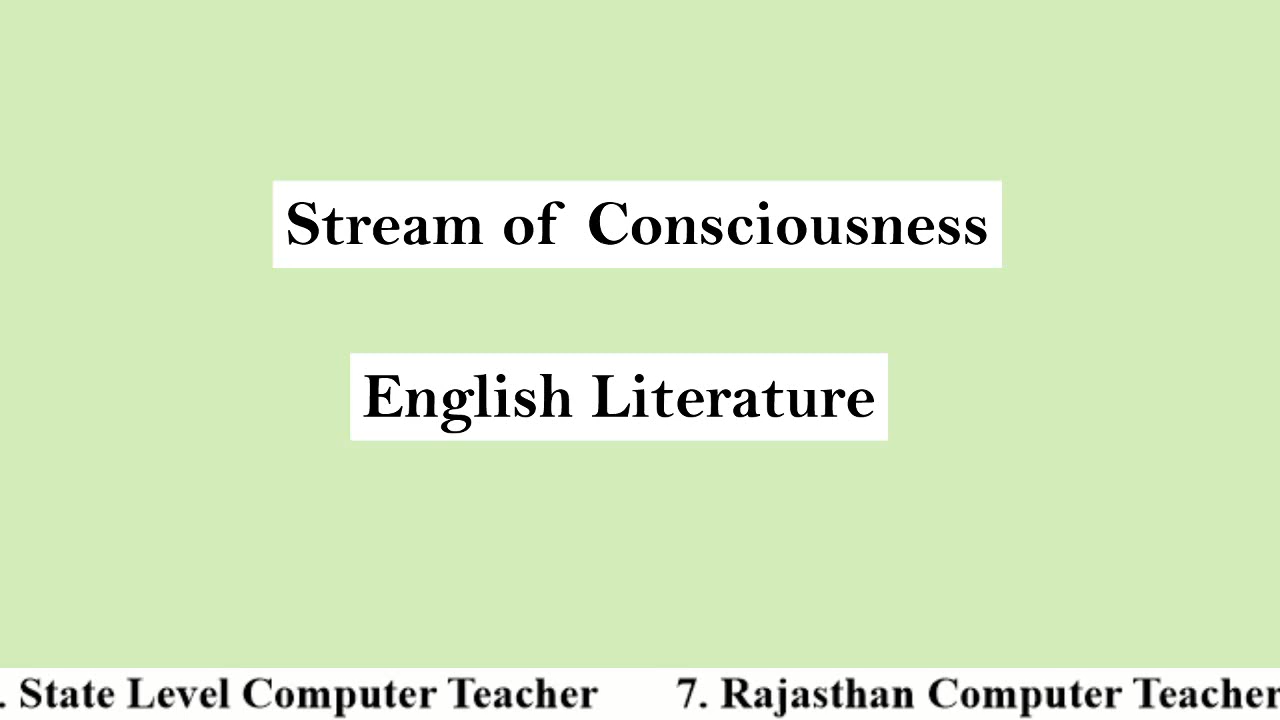 Stream of Consciousness
English Literature
. State Level Computer Teacher 7. Rajasthan Computer Teacher